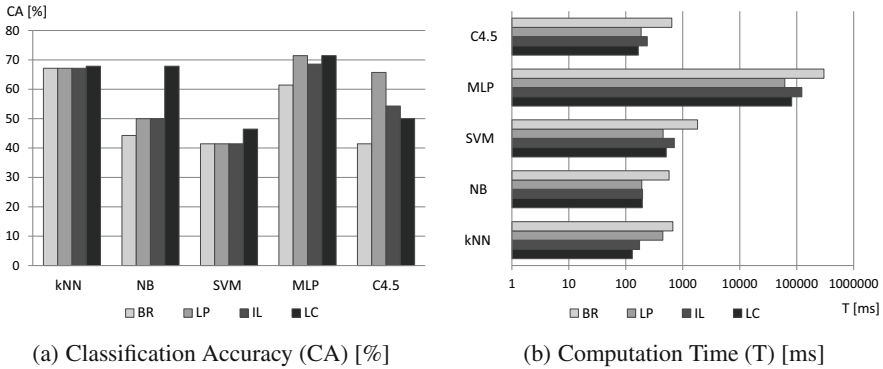 CA [%]
80
70
60
50
40
30
20
10
0
kNN NB SVM MLP C4.5
BR LP IL LC
(a) Classification Accuracy (CA) [%]
C4.5
MLP
SVM
NB
kNN
1 10 100 1000 10000 100000 1000000
T [ms]
BR LP IL LC
(b) Computation Time (T) [ms]